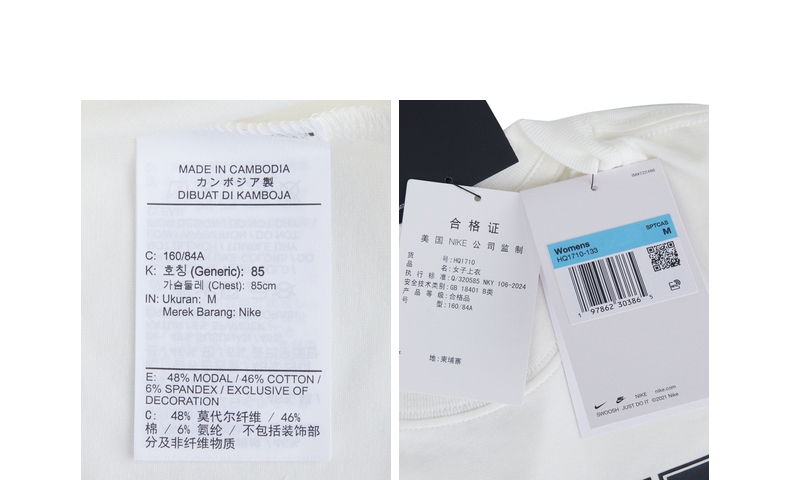 MADE IN CAMBODIA
カンボジア製
DIBUAT DI KAMBOJA
C: 160/84A
K: 호칭 (Generic): 85
가슴둘레 (Chest): 85cm
IN: Ukuran: M
Merek Barang: Nike
E: 48% MODAL / 46% COTTON /
6% SPANDEX / EXCLUSIVE OF
DECORATION
C: 48% 莫代尔纤维 / 46%
棉 / 6% 氨纶 / 不包括装饰部
分及非纤维物质
合格证
美国 NIKE 公司监制
货 号: HQ1710
品 名: 女子上衣
执行标准: Q/320585 NKY 106-2024
安全技术类别: GB 18401 B类
产品等级: 合格品
号 型: 160/84A
地: 柬埔寨
SPTCAS
Womens M
HQ1710-133
1 97862 30386 5
NIKE nike.com
SWOOSH JUST DO IT ©2021 Nike